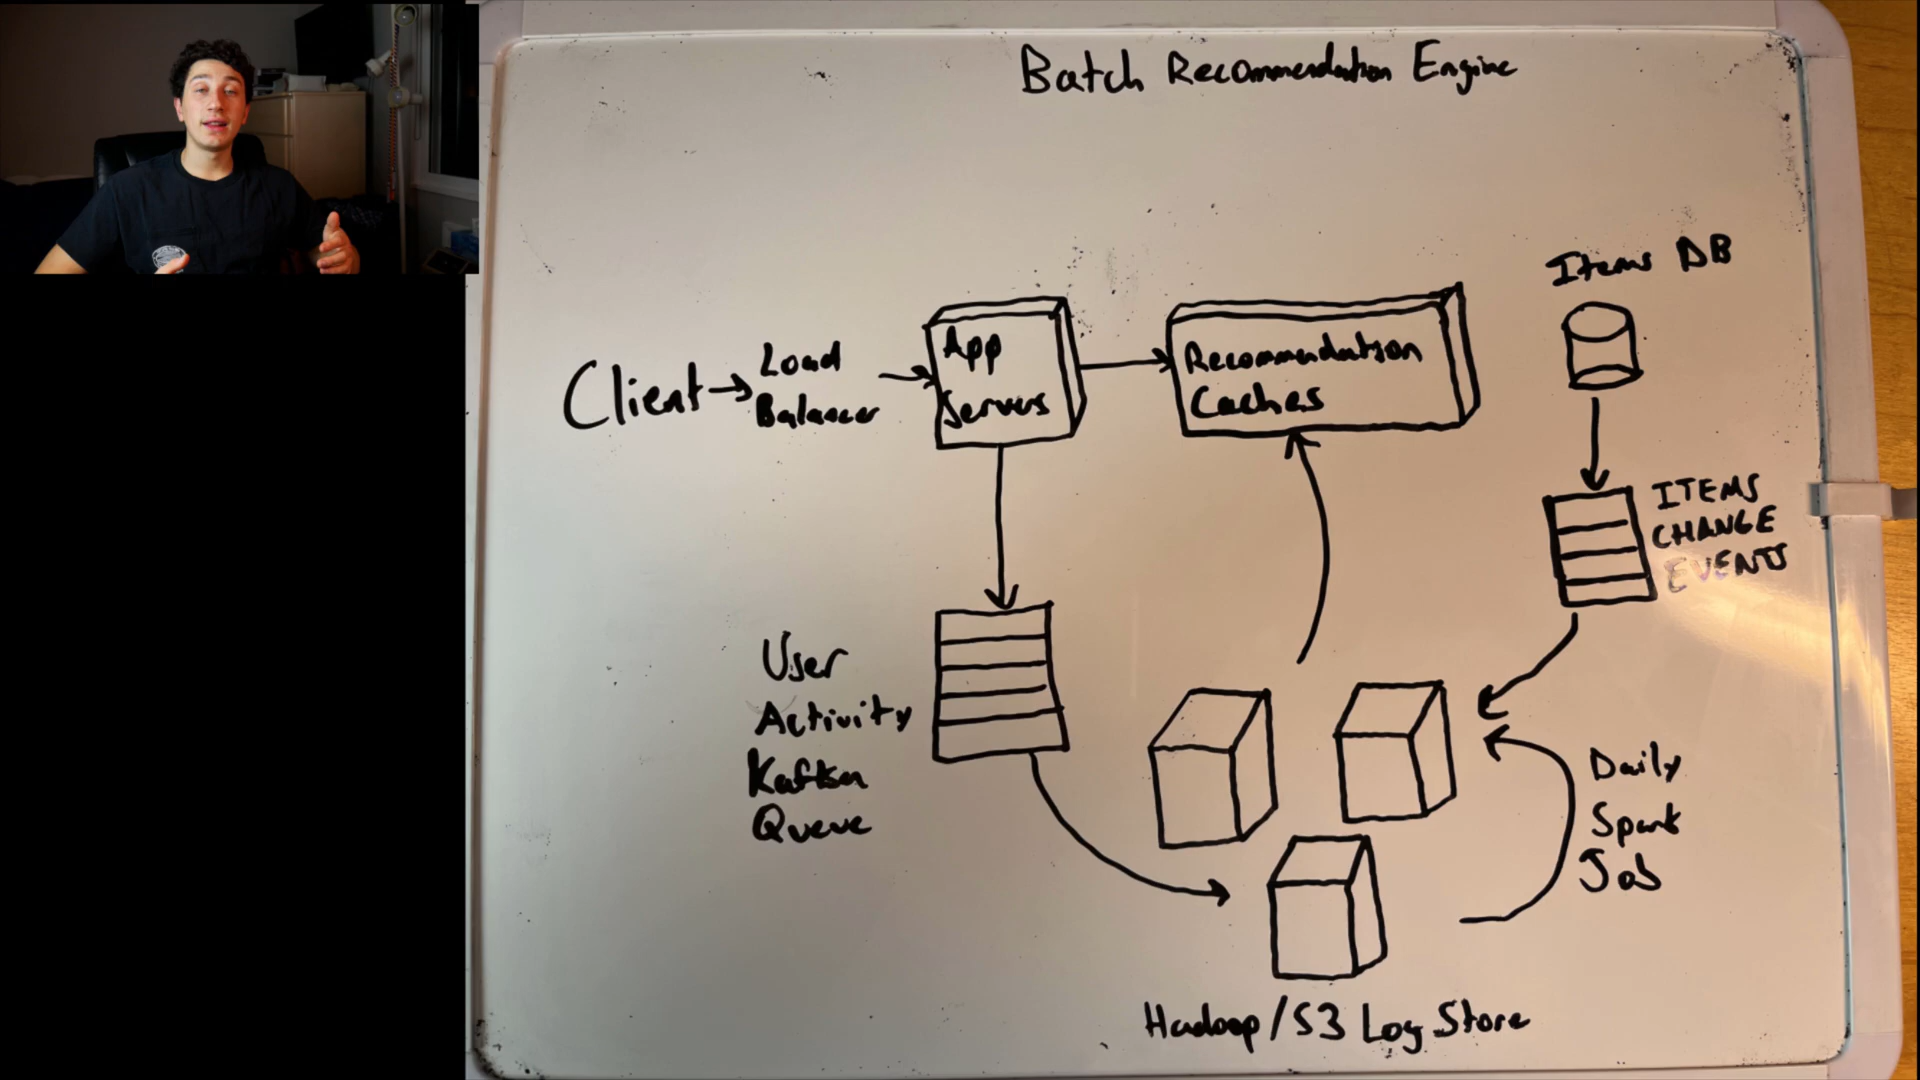 Batch Recommendation Engine
Items DB
Client
Load
Balancer
App
Servers
Recommendation
Caches
ITEMS
CHANGE
EVENTS
User
Activity
Kafka
Queue
Daily
Spark
Job
Hadoop/S3 Log Store